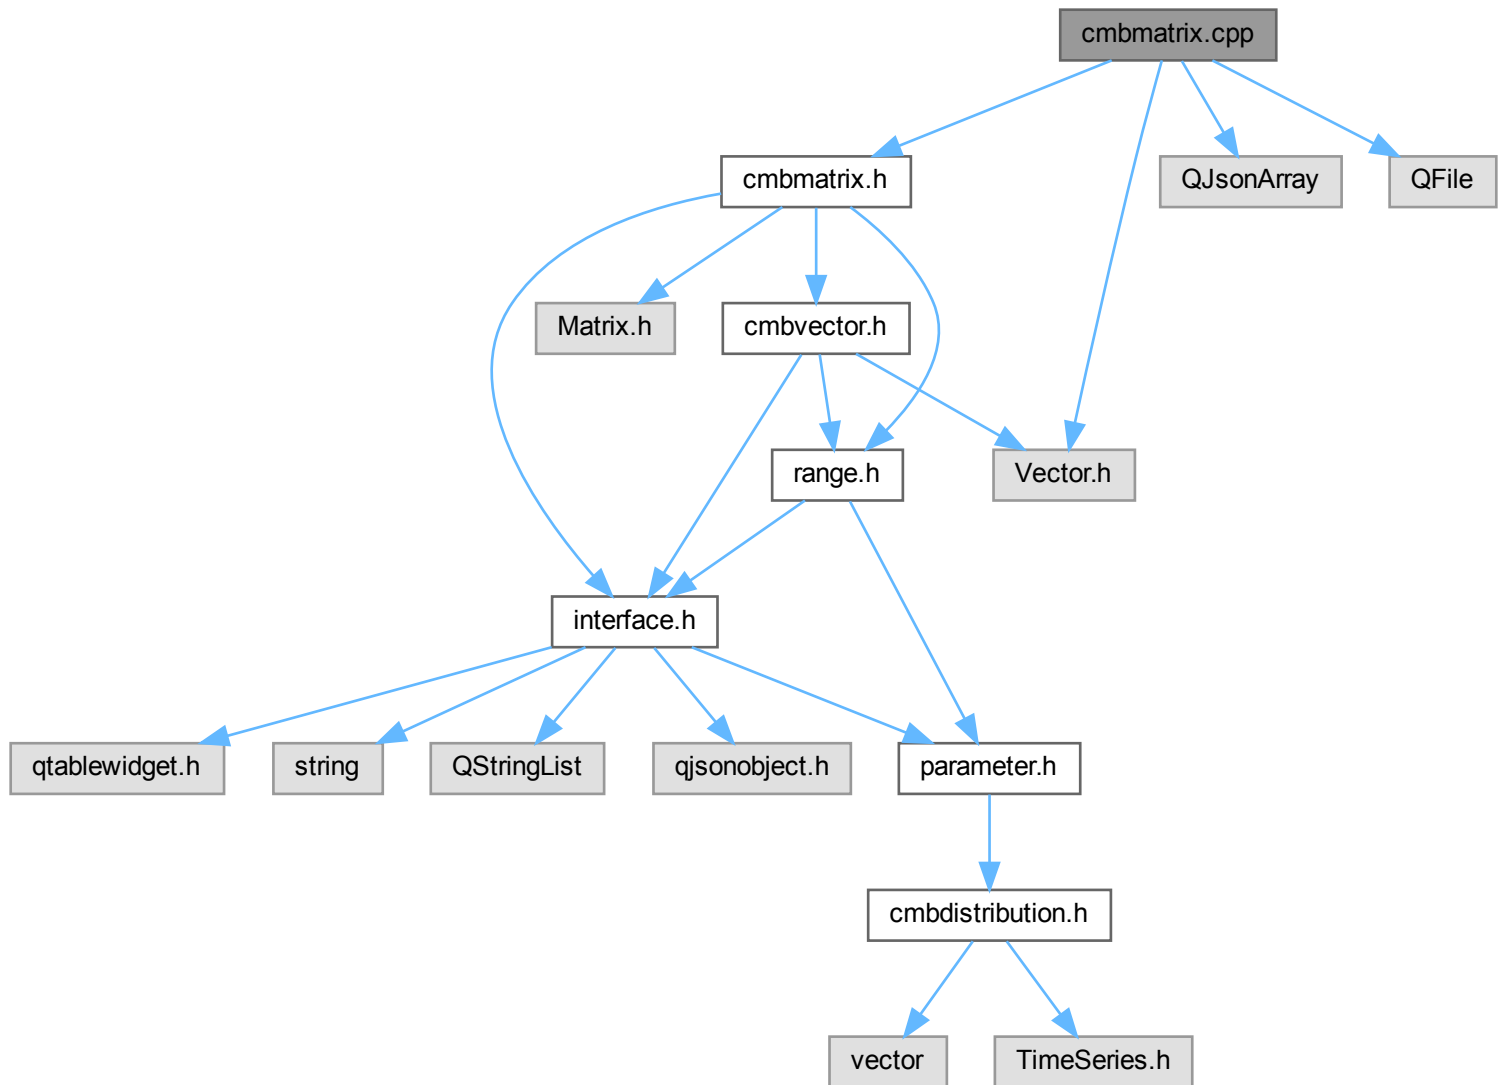 cmbmatrix.cpp
cmbmatrix.h
QJsonArray
QFile
Matrix.h
cmbvector.h
range.h
Vector.h
interface.h
qtablewidget.h
string
QStringList
qjsonobject.h
parameter.h
cmbdistribution.h
vector
TimeSeries.h